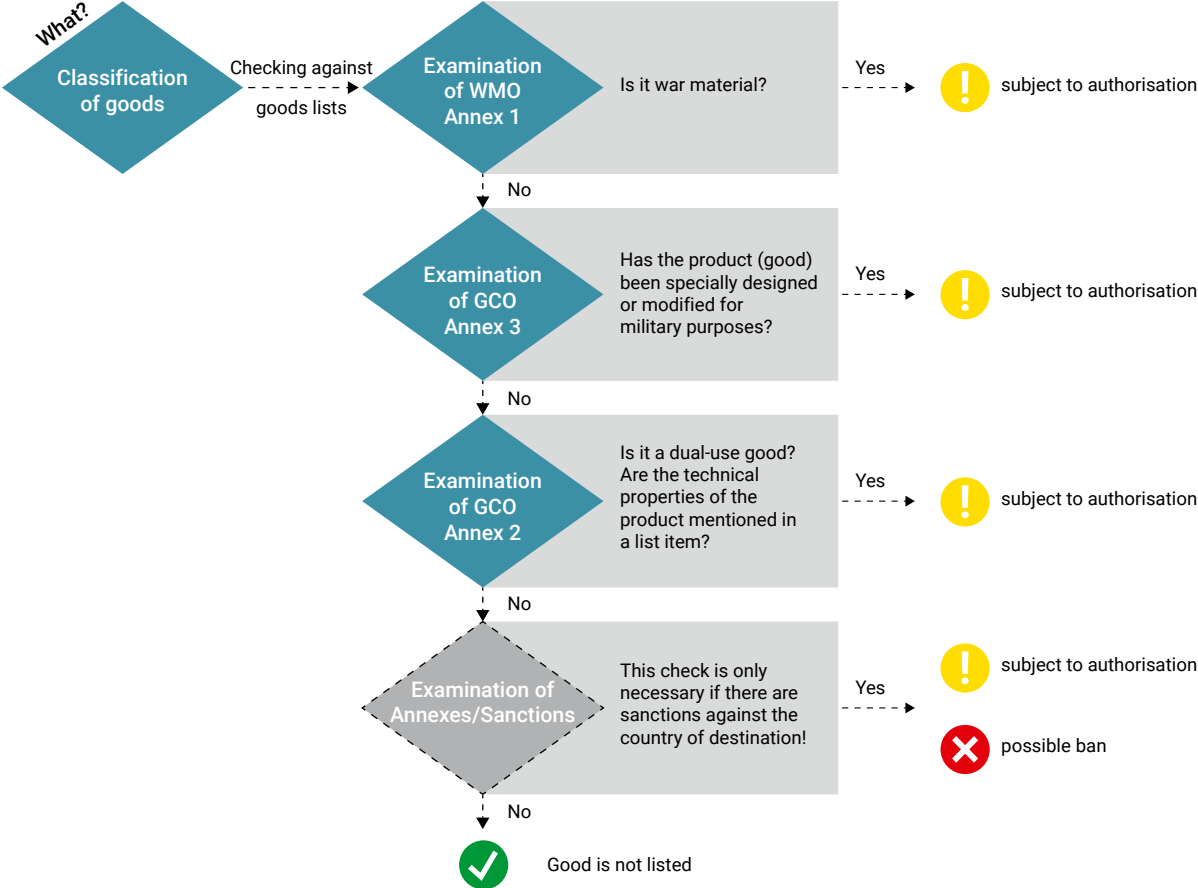 What?
Classification
of goods
Checking against
goods lists
Examination
of WMO
Annex 1
Is it war material?
Yes
subject to authorisation
No
Examination
of GCO
Annex 3
Has the product (good)
been specially designed
or modified for
military purposes?
Yes
subject to authorisation
No
Examination
of GCO
Annex 2
Is it a dual-use good?
Are the technical
properties of the
product mentioned in
a list item?
Yes
subject to authorisation
No
Examination of
Annexes/Sanctions
This check is only
necessary if there are
sanctions against the
country of destination!
Yes
subject to authorisation
possible ban
No
Good is not listed